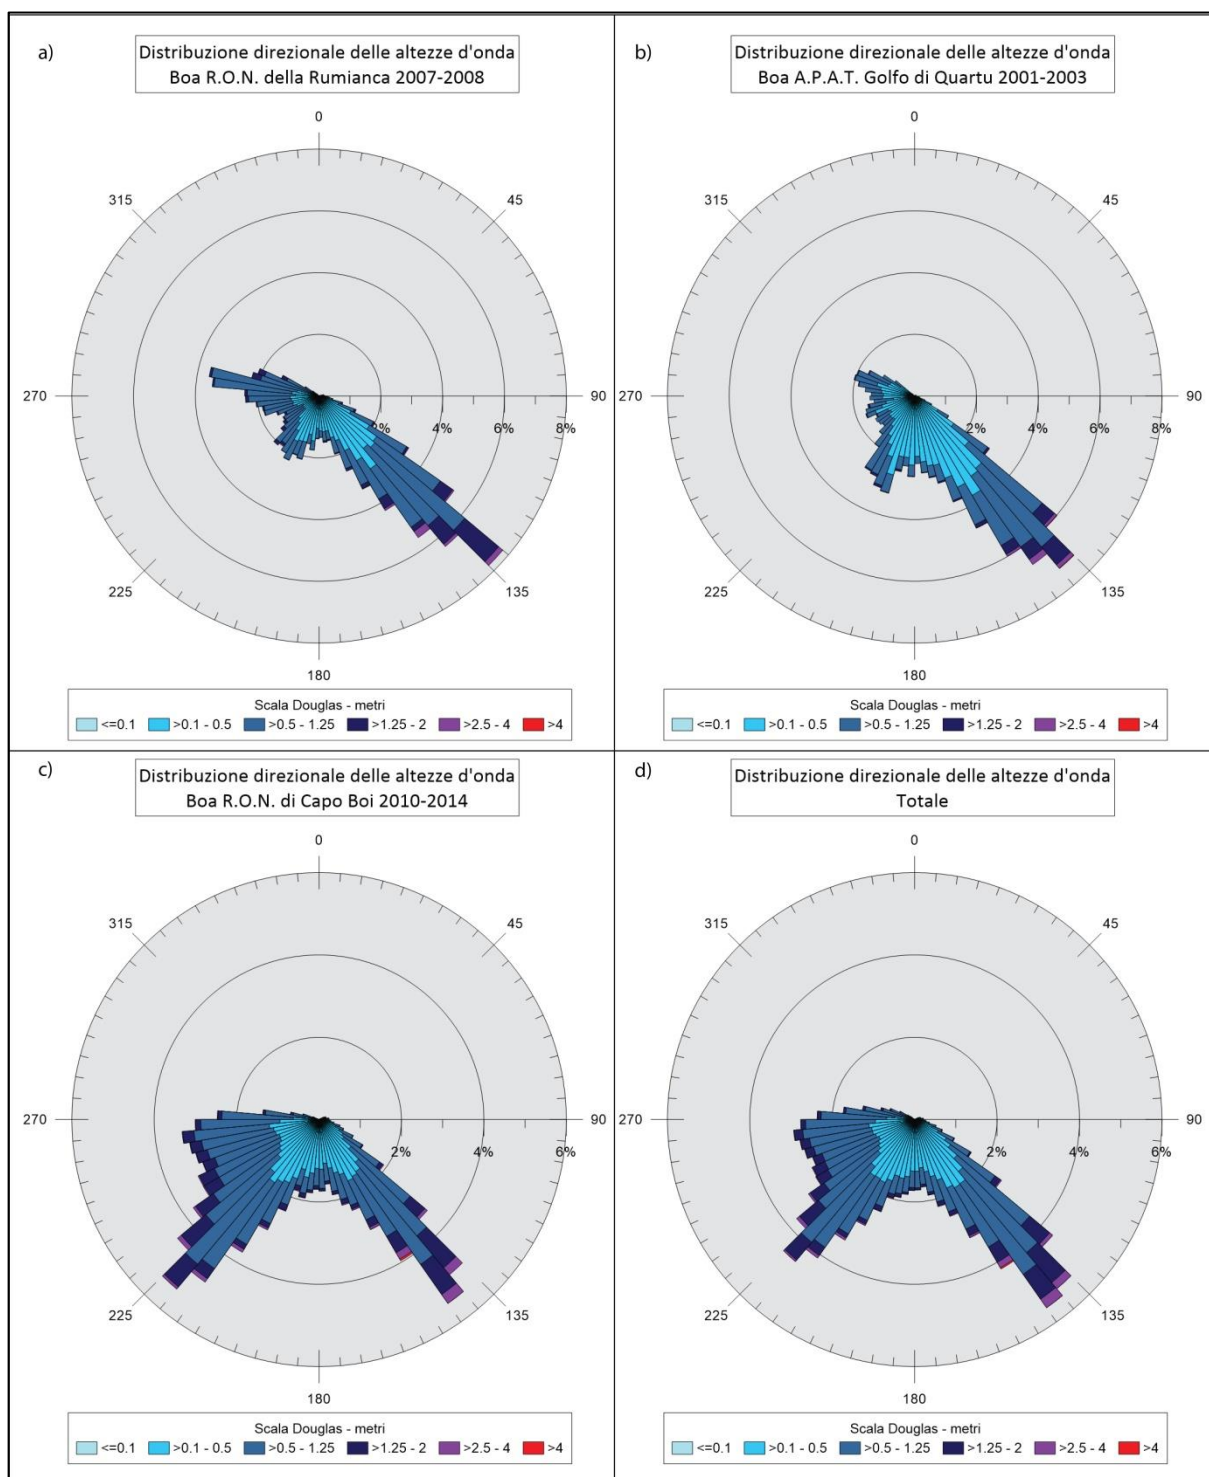 a)
Distribuzione direzionale delle altezze d'onda
Boa R.O.N. della Rumianca 2007-2008
0
45
90
135
180
225
270
315
2%
4%
6%
8%
Scala Douglas - metri
<=0.1 >0.1 - 0.5 >0.5 - 1.25 >1.25 - 2 >2.5 - 4 >4
b)
Distribuzione direzionale delle altezze d'onda
Boa A.P.A.T. Golfo di Quartu 2001-2003
0
45
90
135
180
225
270
315
2%
4%
6%
8%
Scala Douglas - metri
<=0.1 >0.1 - 0.5 >0.5 - 1.25 >1.25 - 2 >2.5 - 4 >4
c)
Distribuzione direzionale delle altezze d'onda
Boa R.O.N. di Capo Boi 2010-2014
0
45
90
135
180
225
270
315
2%
4%
6%
Scala Douglas - metri
<=0.1 >0.1 - 0.5 >0.5 - 1.25 >1.25 - 2 >2.5 - 4 >4
d)
Distribuzione direzionale delle altezze d'onda
Totale
0
45
90
135
180
225
270
315
2%
4%
6%
Scala Douglas - metri
<=0.1 >0.1 - 0.5 >0.5 - 1.25 >1.25 - 2 >2.5 - 4 >4